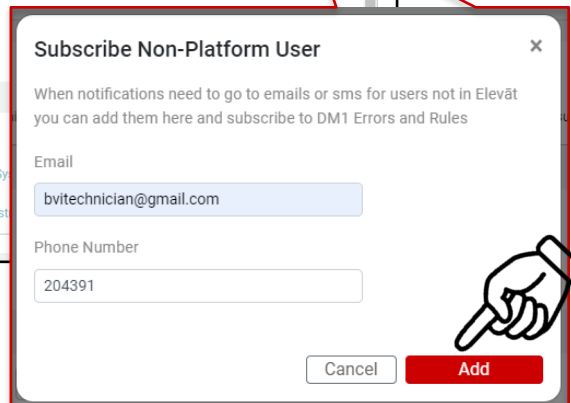 Subscribe Non-Platform User
×
When notifications need to go to emails or sms for users not in Elevāt
you can add them here and subscribe to DM1 Errors and Rules
Email
bvitechnician@gmail.com
Phone Number
204391
Cancel
Add